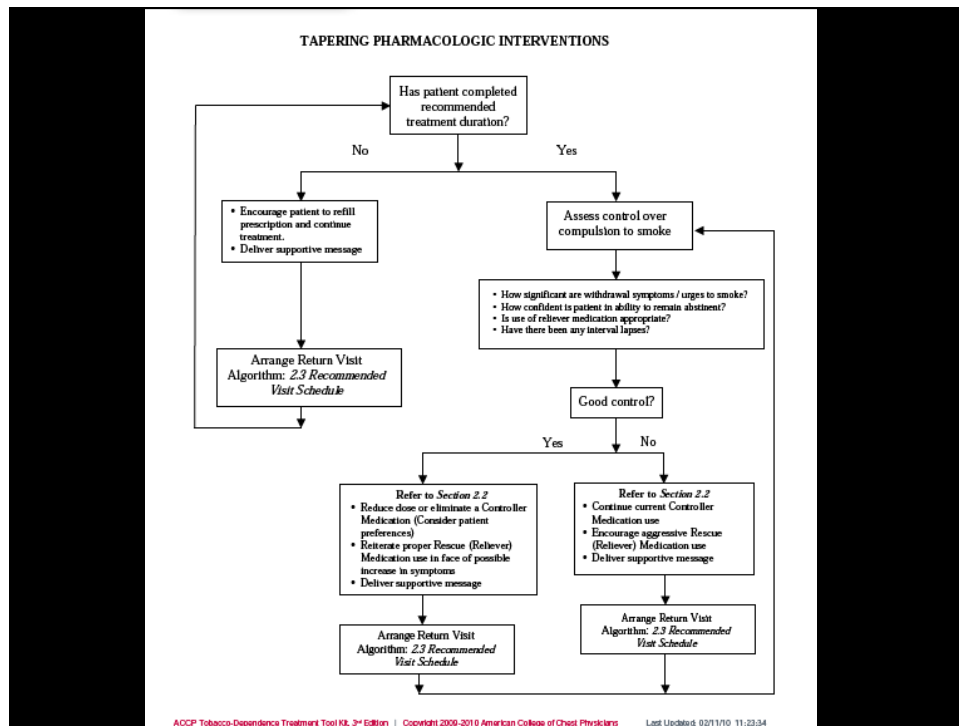 TAPERING PHARMACOLOGIC INTERVENTIONS
Has patient completed
recommended
treatment duration?
No
Yes
• Encourage patient to refill
prescription and continue
treatment.
• Deliver supportive message
Arrange Return Visit
Algorithm: 2.3 Recommended
Visit Schedule
Assess control over
compulsion to smoke
• How significant are withdrawal symptoms / urges to smoke?
• How confident is patient in ability to remain abstinent?
• Is use of reliever medication appropriate?
• Have there been any interval lapses?
Good control?
Yes
No
Refer to Section 2.2
• Reduce dose or eliminate a Controller
Medication (Consider patient
preferences)
• Reiterate proper Rescue (Reliever)
Medication use in face of possible
increase in symptoms
• Deliver supportive message
Arrange Return Visit
Algorithm: 2.3 Recommended
Visit Schedule
Refer to Section 2.2
• Continue current Controller
Medication use
• Encourage aggressive Rescue
(Reliever) Medication use
• Deliver supportive message
Arrange Return Visit
Algorithm: 2.3 Recommended
Visit Schedule
ACCP Tobacco-Dependence Treatment Tool Kit, 3rd Edition | Copyright 2009-2010 American College of Chest Physicians Last Updated: 02/11/10 11:23:34